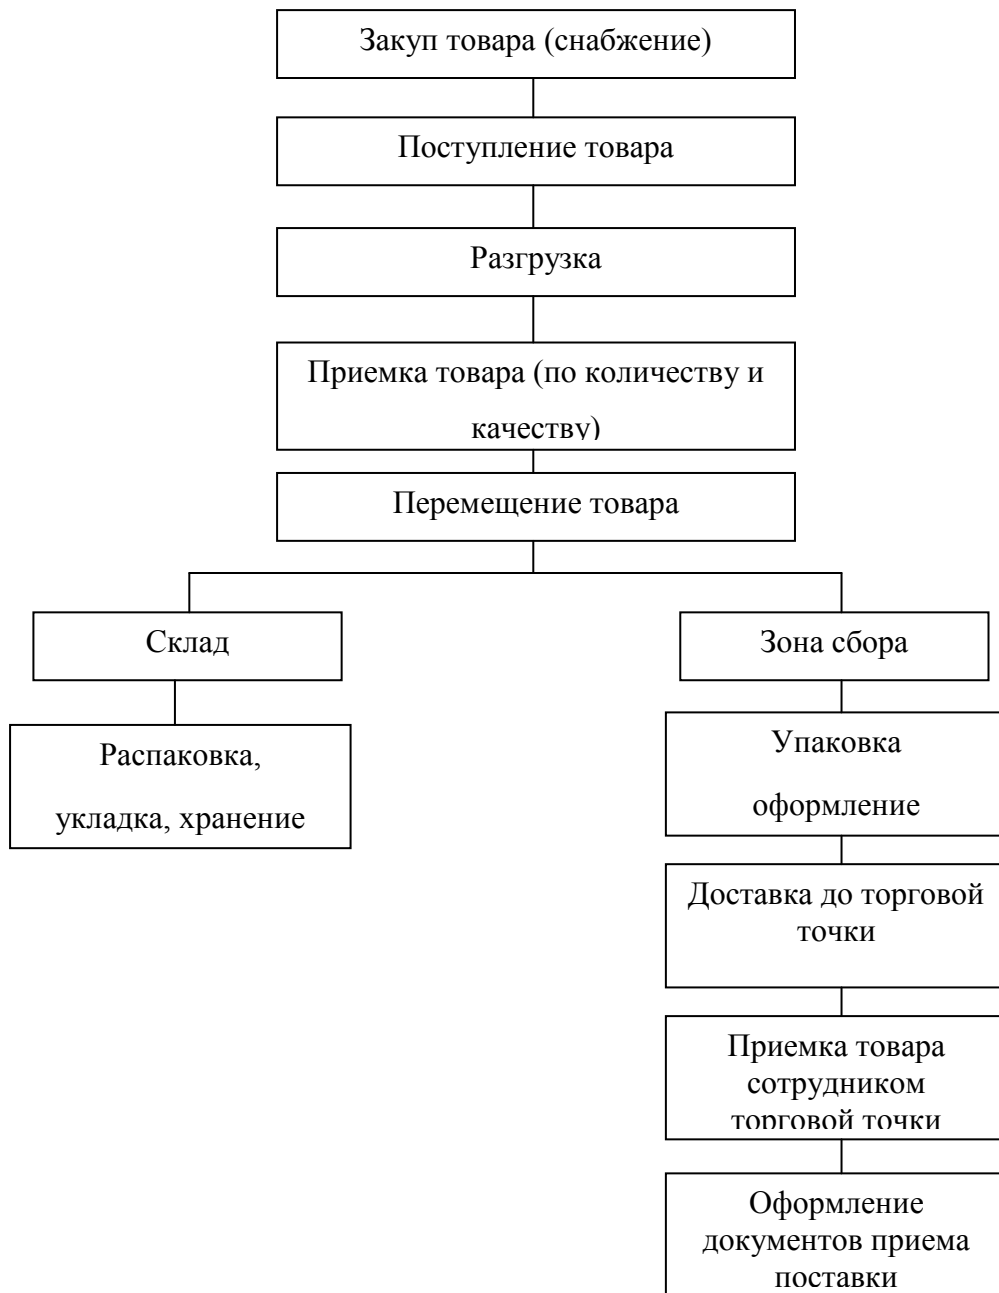 Закуп товара (снабжение)
Поступление товара
Разгрузка
Приемка товара (по количеству и
качеству)
Перемещение товара
Склад
Зона сбора
Распаковка,
укладка, хранение
Упаковка
оформление
Доставка до торговой
точки
Приемка товара
сотрудником
торговой точки
Оформление
документов приема
поставки